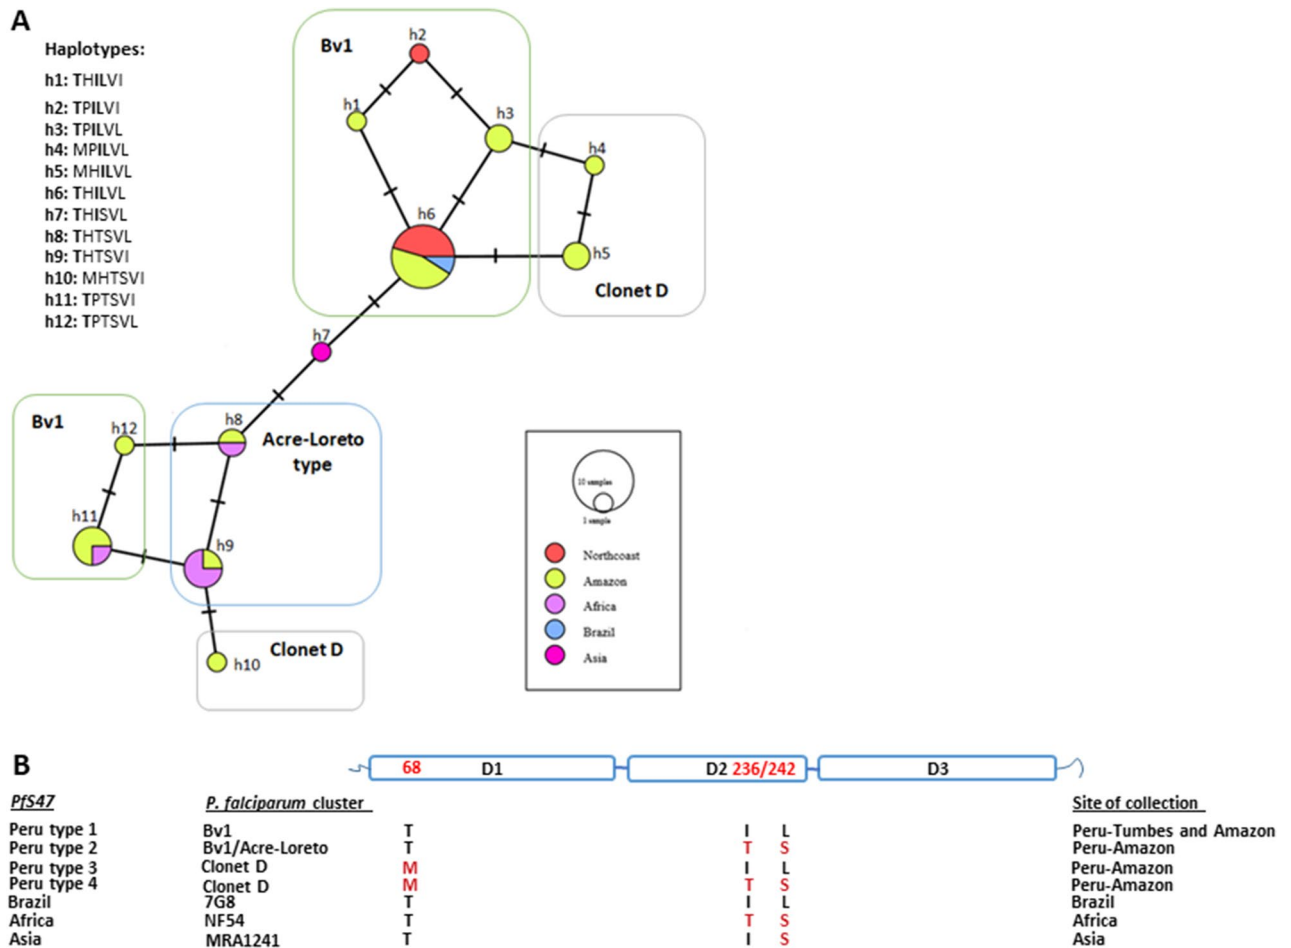 A
Haplotypes:
h1: THILVI
h2: TPILVI
h3: TPILVL
h4: MPILVL
h5: MHILVL
h6: THILVL
h7: THISVL
h8: THTSVL
h9: THTSVI
h10: MHTSVI
h11: TPTSVI
h12: TPTSVL
Bv1
h2
h1
h3
h4
h6
h5
Clonet D
h7
Bv1
h12
h8
Acre-Loreto
type
h11
h9
Clonet D
h10
10 samples
1 sample
Northcoast
Amazon
Africa
Brazil
Asia
B
68 D1 D2 236/242 D3
PfS47 P. falciparum cluster Site of collection
Peru type 1 Bv1 T I L Peru-Tumbes and Amazon
Peru type 2 Bv1/Acre-Loreto T T S Peru-Amazon
Peru type 3 Clonet D M I L Peru-Amazon
Peru type 4 Clonet D M T S Peru-Amazon
Brazil 7G8 T I L Brazil
Africa NF54 T T S Africa
Asia MRA1241 T I S Asia